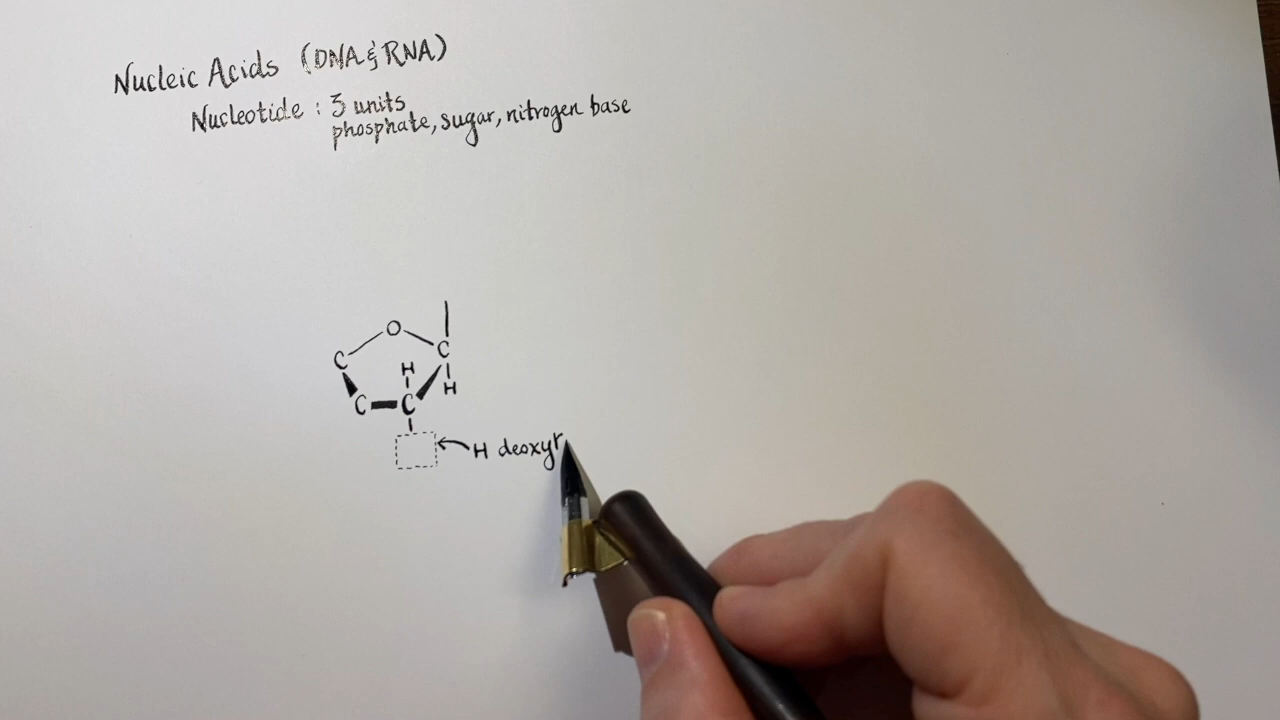 Nucleic Acids (DNA & RNA)
Nucleotide : 3 units
phosphate, sugar, nitrogen base
O
C C
H
H
C C
H deoxyr